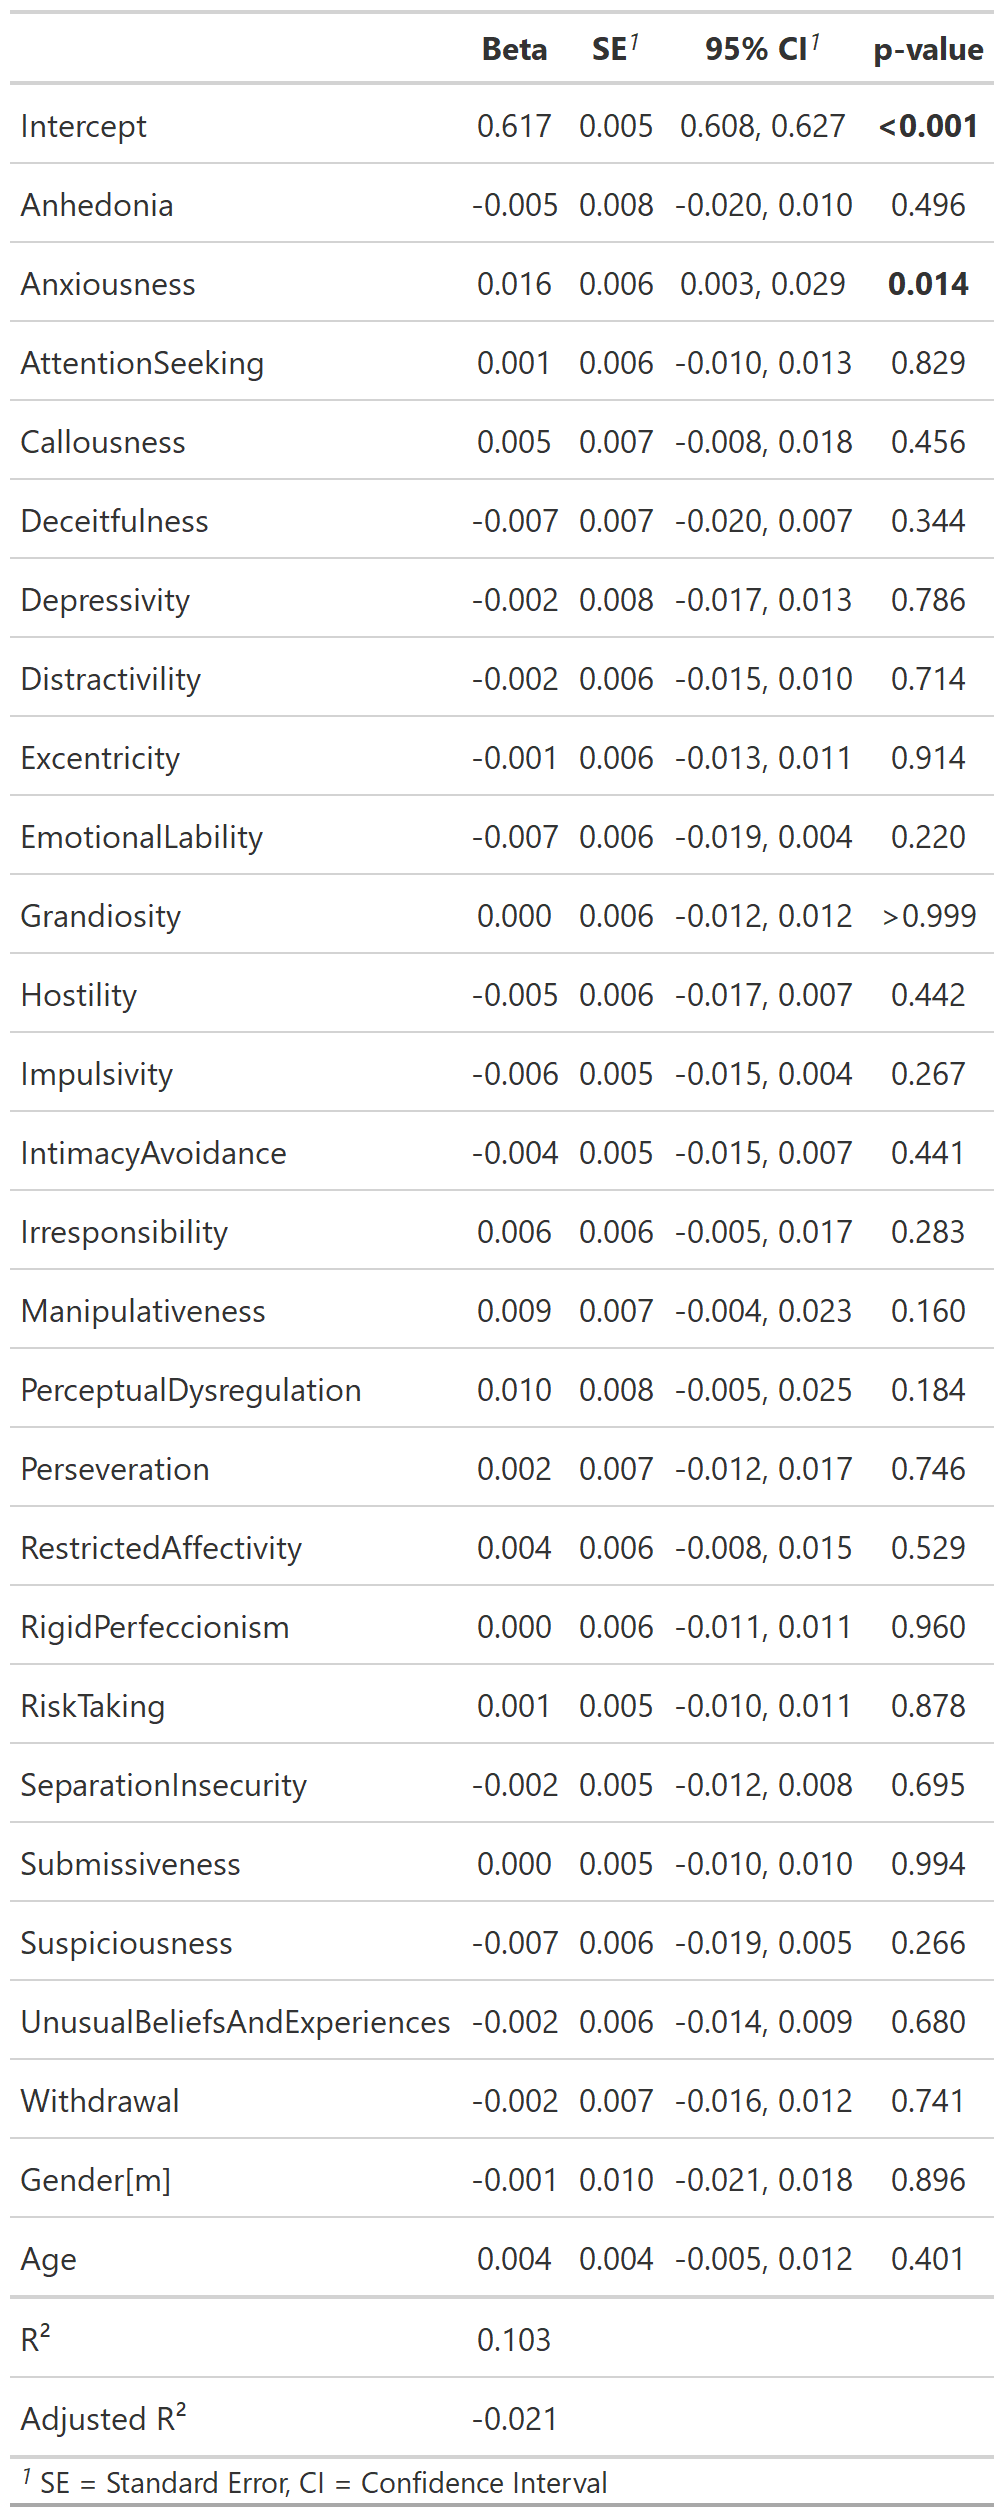 Beta SE¹ 95% CI¹ p-value
Intercept 0.617 0.005 0.608, 0.627 <0.001
Anhedonia -0.005 0.008 -0.020, 0.010 0.496
Anxiousness 0.016 0.006 0.003, 0.029 0.014
AttentionSeeking 0.001 0.006 -0.010, 0.013 0.829
Callousness 0.005 0.007 -0.008, 0.018 0.456
Deceitfulness -0.007 0.007 -0.020, 0.007 0.344
Depressivity -0.002 0.008 -0.017, 0.013 0.786
Distractivility -0.002 0.006 -0.015, 0.010 0.714
Excentricity -0.001 0.006 -0.013, 0.011 0.914
EmotionalLability -0.007 0.006 -0.019, 0.004 0.220
Grandiosity 0.000 0.006 -0.012, 0.012 >0.999
Hostility -0.005 0.006 -0.017, 0.007 0.442
Impulsivity -0.006 0.005 -0.015, 0.004 0.267
IntimacyAvoidance -0.004 0.005 -0.015, 0.007 0.441
Irresponsibility 0.006 0.006 -0.005, 0.017 0.283
Manipulativeness 0.009 0.007 -0.004, 0.023 0.160
PerceptualDysregulation 0.010 0.008 -0.005, 0.025 0.184
Perseveration 0.002 0.007 -0.012, 0.017 0.746
RestrictedAffectivity 0.004 0.006 -0.008, 0.015 0.529
RigidPerfeccionism 0.000 0.006 -0.011, 0.011 0.960
RiskTaking 0.001 0.005 -0.010, 0.011 0.878
SeparationInsecurity -0.002 0.005 -0.012, 0.008 0.695
Submissiveness 0.000 0.005 -0.010, 0.010 0.994
Suspiciousness -0.007 0.006 -0.019, 0.005 0.266
UnusualBeliefsAndExperiences -0.002 0.006 -0.014, 0.009 0.680
Withdrawal -0.002 0.007 -0.016, 0.012 0.741
Gender[m] -0.001 0.010 -0.021, 0.018 0.896
Age 0.004 0.004 -0.005, 0.012 0.401
R² 0.103
Adjusted R² -0.021
¹ SE = Standard Error, CI = Confidence Interval